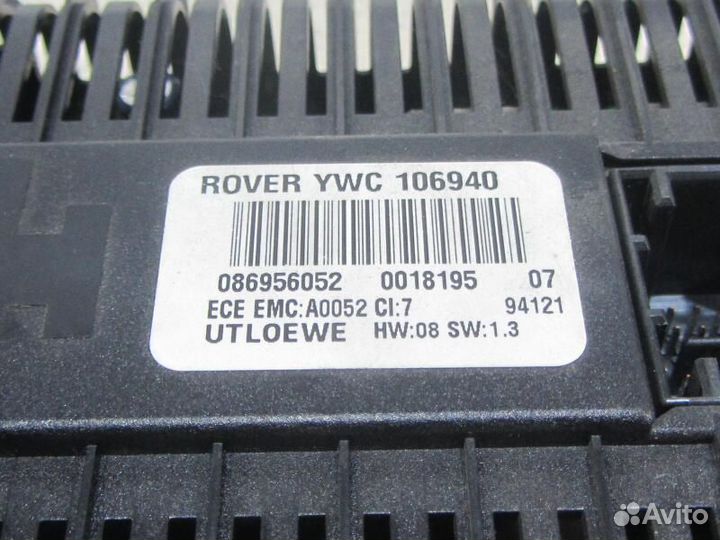 ROVER YWC 106940
086956052 0018195 07
ECE EMC:A0052 CI:7 94121
UTLOEWE HW:08 SW:1.3
Avito